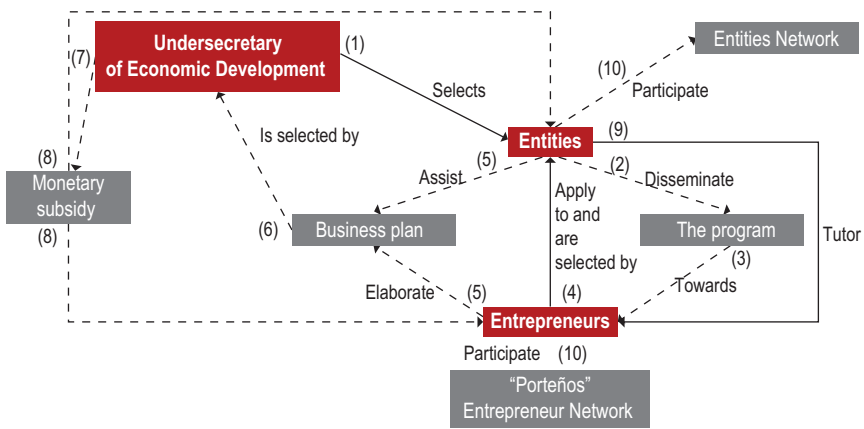 Undersecretary
of Economic Development
(1)
(7)
Entities Network
(10)
Participate
Selects
Is selected by
Entities
(9)
(8)
Monetary
subsidy
(8)
(5)
Assist
(2)
Disseminate
Apply
to and
are
selected by
(6)
Business plan
The program
(3)
Tutor
Elaborate
(5)
(4)
Towards
Entrepreneurs
Participate (10)
“Porteños”
Entrepreneur Network